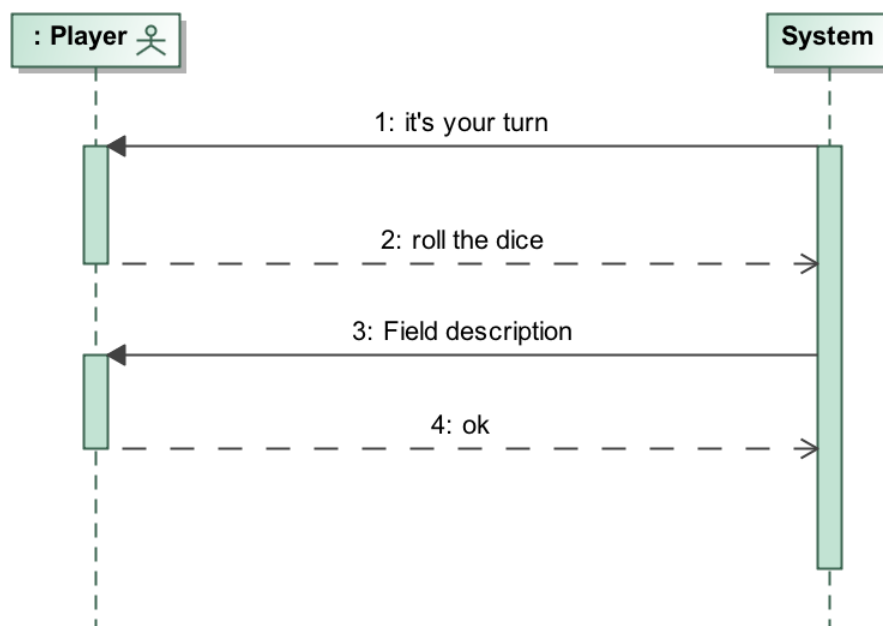 : Player
System
1: it's your turn
2: roll the dice
3: Field description
4: ok